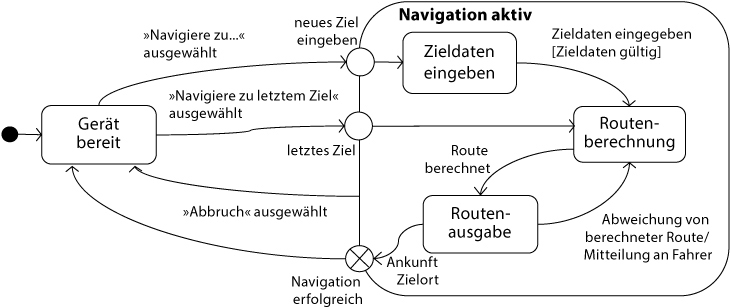 Navigation aktiv
»Navigiere zu...«
ausgewählt
neues Ziel
eingeben
Zieldaten
eingeben
Zieldaten eingegeben
[Zieldaten gültig]
Gerät
bereit
»Navigiere zu letztem Ziel«
ausgewählt
letztes Ziel
Routen-
berechnung
Route
berechnet
»Abbruch« ausgewählt
Routen-
ausgabe
Abweichung von
berechneter Route/
Mitteilung an Fahrer
Ankunft
Zielort
Navigation
erfolgreich